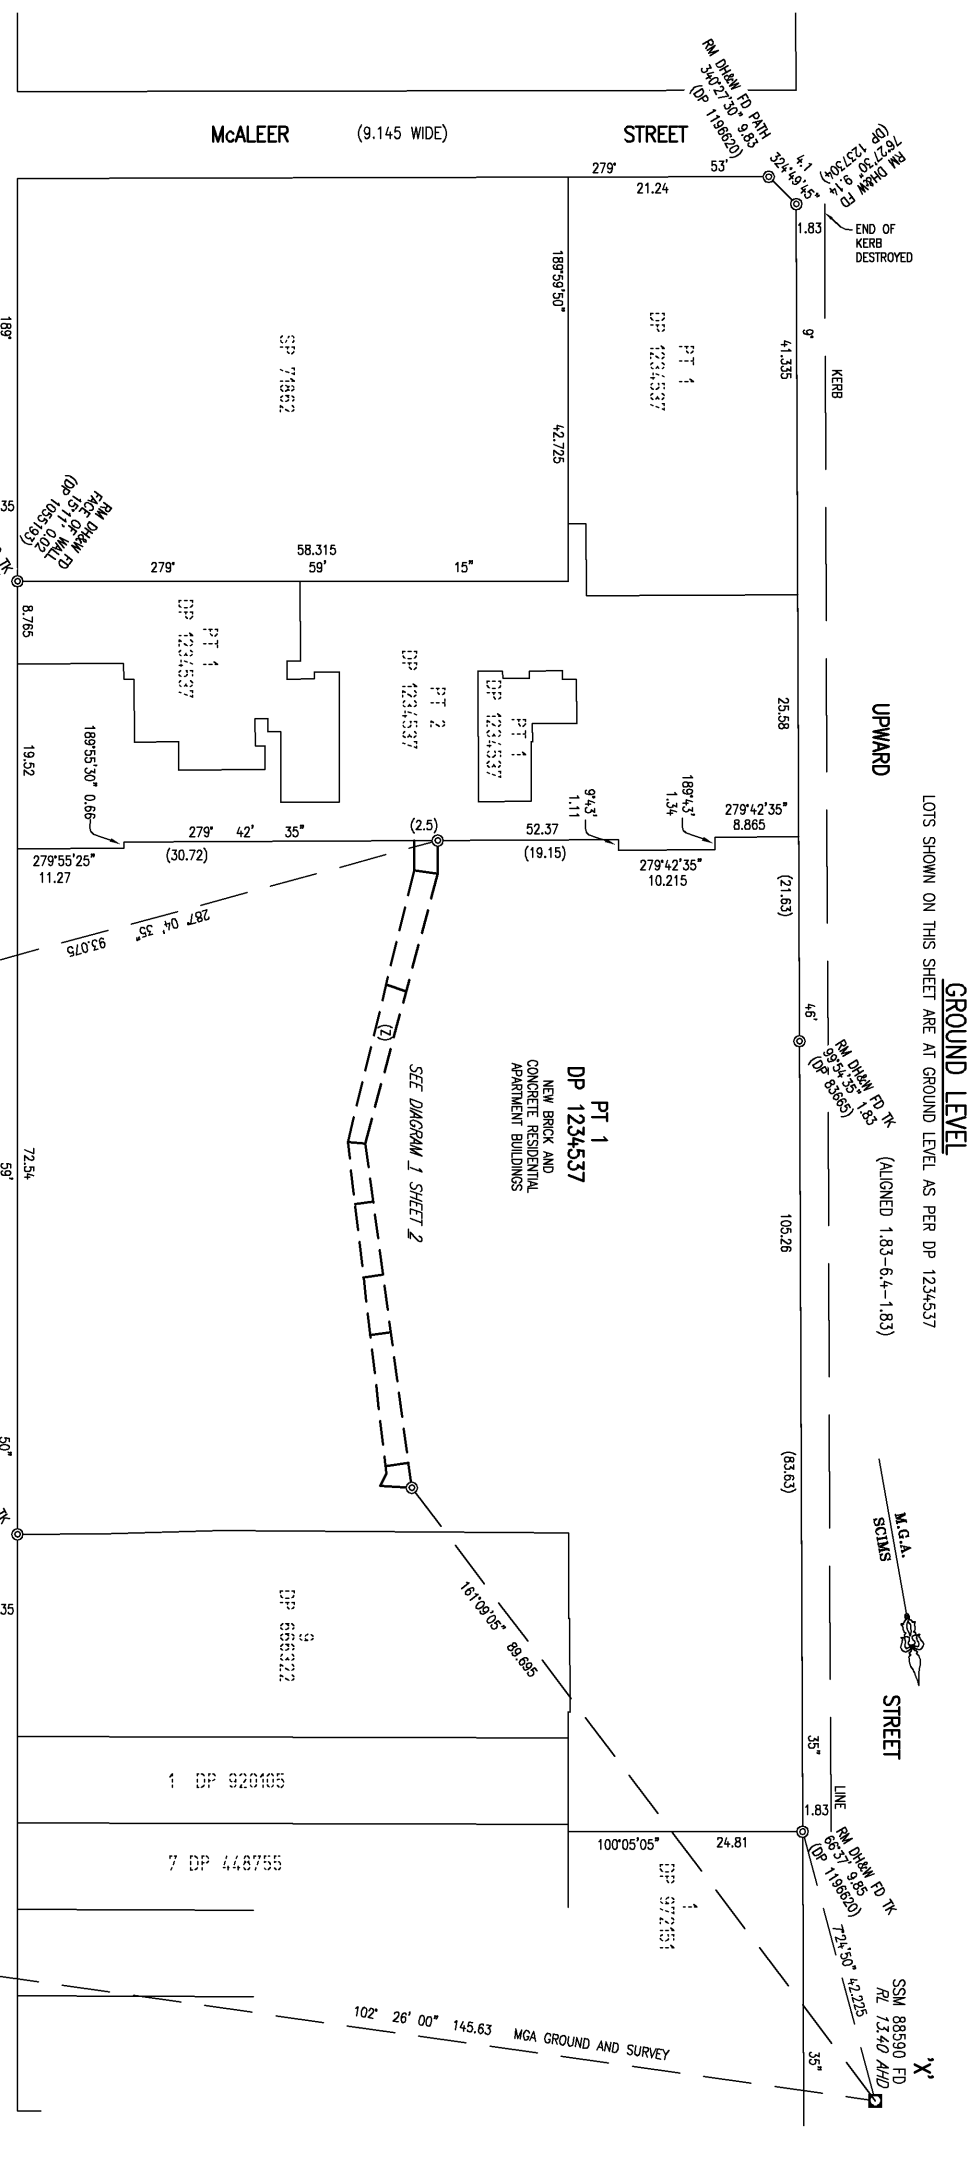 GROUND LEVEL
LOTS SHOWN ON THIS SHEET ARE AT GROUND LEVEL AS PER DP 1234537
McALEER
(9.145 WIDE)
STREET
RM DH&W FD PATH
340°27'30" 9.83
(DP 1196620)
RM DH&W FD
76°27'30" 9.14
(DP 1237304)
4.1
324°49'45"
279°
53'
21.24
1.83
END OF
KERB
DESTROYED
9°
41.335
KERB
189°59'50"
42.725
PT 1
DP 1234537
SP 71862
189°
35
RM DH&W FD
15°11' 0.02
FACE OF WALL
(DP 1055193)
TK
58.315
279°
59'
15"
8.765
PT 1
DP 1234537
PT 2
DP 1234537
PT 1
DP 1234537
25.58
UPWARD
19.52
189°55'30" 0.66
279° 42' 35"
(30.72)
(2.5)
52.37
(19.15)
9°43'
1.11
189°43'
1.34
279°42'35"
8.865
279°42'35"
10.215
279°55'25"
11.27
287° 04' 35" 93.075
(21.63)
46'
RM DH&W FD TK
99°54'35" 1.83
(DP 83665)
(ALIGNED 1.83-6.4-1.83)
(Z)
SEE DIAGRAM 1 SHEET 2
PT 1
DP 1234537
NEW BRICK AND
CONCRETE RESIDENTIAL
APARTMENT BUILDINGS
72.54
59'
105.26
(83.63)
50"
TK
M.G.A.
SCIMS
35
9
DP 666322
161°09'05" 89.695
STREET
35"
LINE
1.83
1 DP 920105
7 DP 448755
100°05'05"
24.81
1
DP 972151
RM DH&W FD TK
66°37' 9.85
(DP 1196620)
7°24'50" 42.225
SSM 88590 FD
RL 13.40 AHD
'X'
102° 26' 00" 145.63 MGA GROUND AND SURVEY
35"